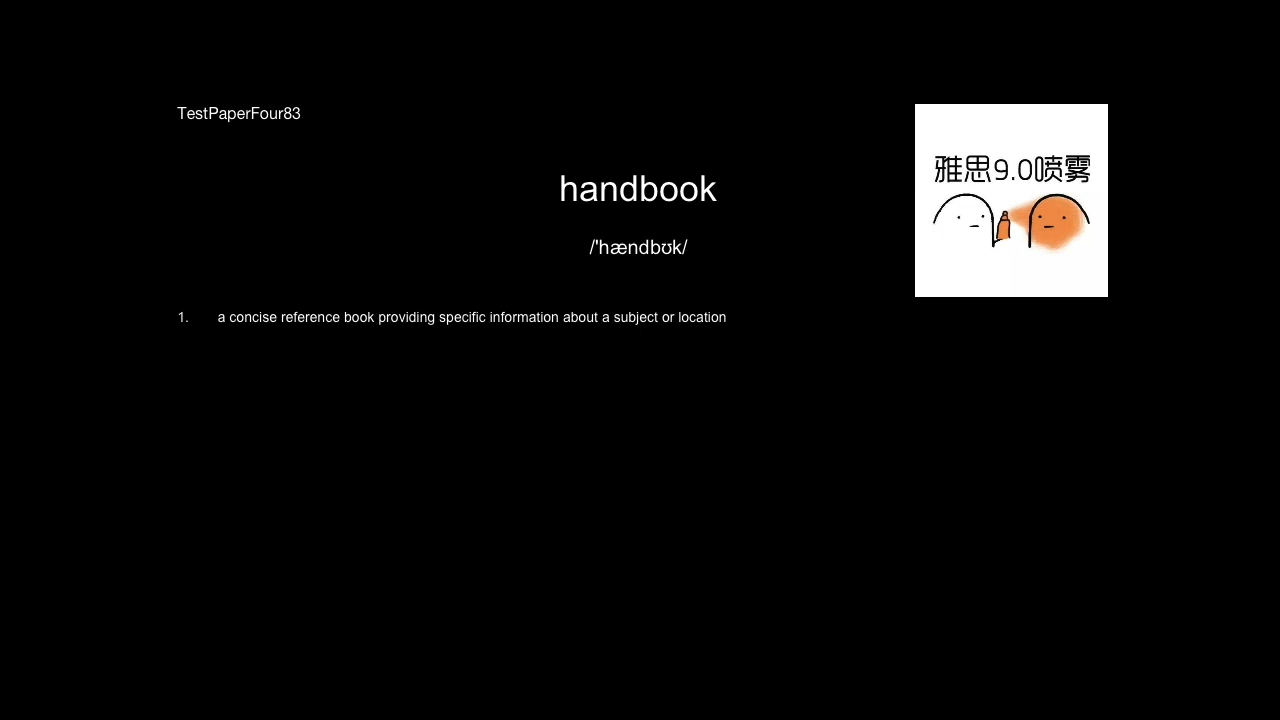 TestPaperFour83
雅思9.0喷雾
handbook
/'hændbʊk/
1. a concise reference book providing specific information about a subject or location